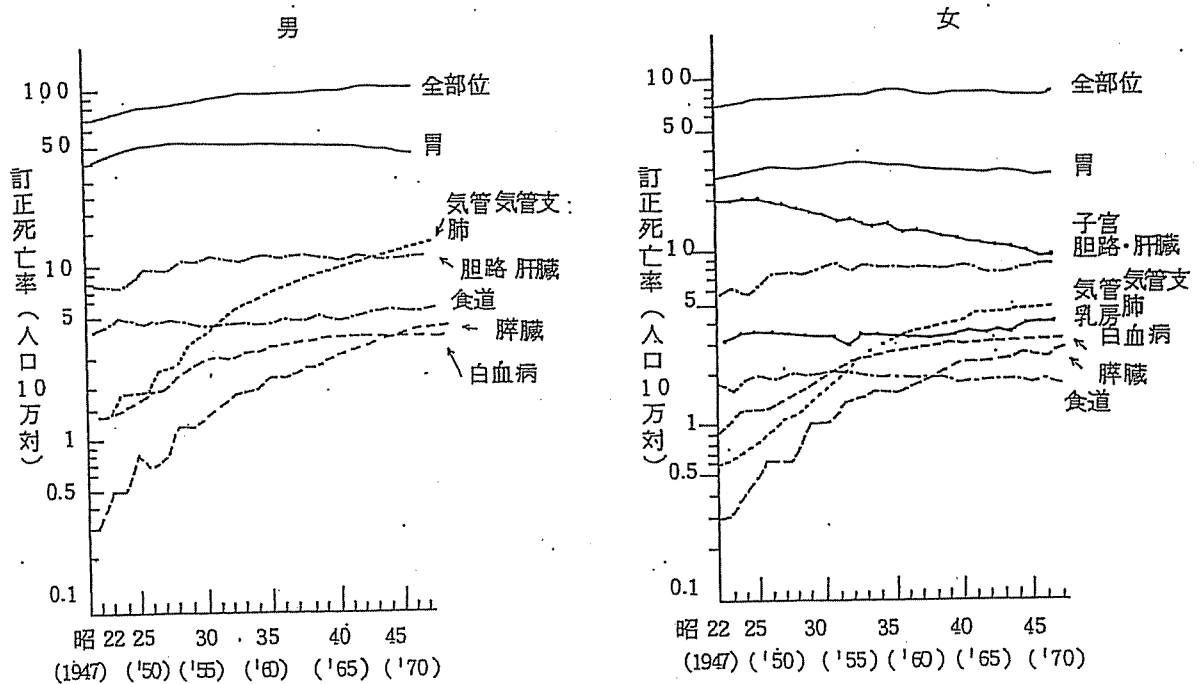 男
100
50
10
5
1
0.5
0.1
訂正死亡率（人口10万対）
全部位
胃
気管気管支:
肺
胆路 肝臓
食道
膵臓
白血病
昭22 25 30 35 40 45
(1947) ('50) ('55) ('60) ('65) ('70)
女
100
50
10
5
1
0.5
0.1
訂正死亡率（人口10万対）
全部位
胃
子宮
胆路・肝臓
気管気管支
肺
乳房
白血病
膵臓
食道
昭22 25 30 35 40 45
(1947) ('50) ('55) ('60) ('65) ('70)